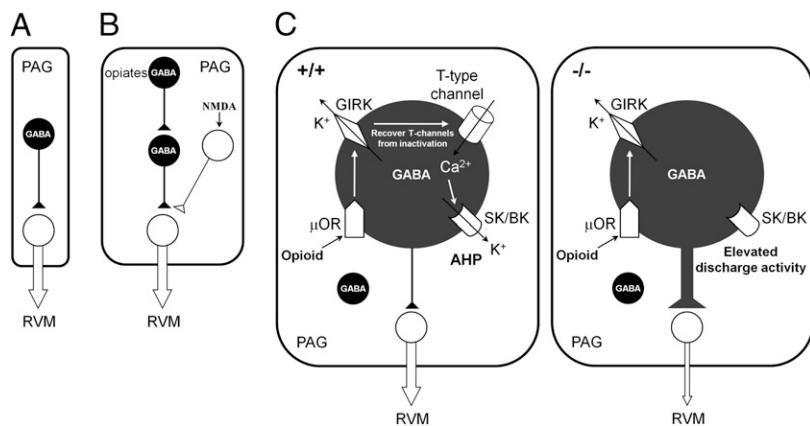 A
PAG
GABA
RVM
B
opiates
GABA
PAG
NMDA
GABA
RVM
C
+/+
T-type
channel
GIRK
K+
Recover T-channels
from inactivation
Ca2+
GABA
μOR
SK/BK
Opioid
AHP
K+
GABA
PAG
RVM
-/-
GIRK
K+
GABA
μOR
SK/BK
Opioid
Elevated
discharge activity
GABA
PAG
RVM